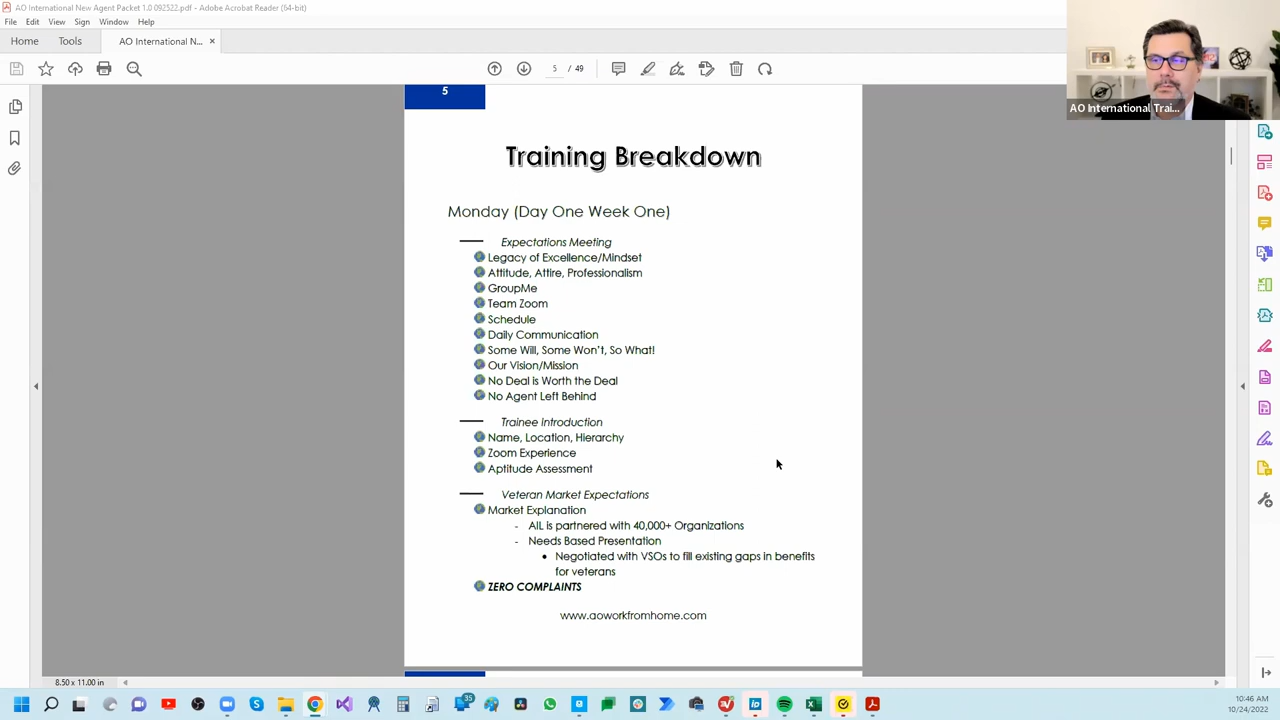 AO International New Agent Packet 1.0 092522.pdf - Adobe Acrobat Reader (64-bit)
File Edit View Sign Window Help
Home Tools AO International N... ×
5 / 49
AO International Trai...
5
Training Breakdown
Monday (Day One Week One)
Expectations Meeting
Legacy of Excellence/Mindset
Attitude, Attire, Professionalism
GroupMe
Team Zoom
Schedule
Daily Communication
Some Will, Some Won't, So What!
Our Vision/Mission
No Deal is Worth the Deal
No Agent Left Behind
Trainee Introduction
Name, Location, Hierarchy
Zoom Experience
Aptitude Assessment
Veteran Market Expectations
Market Explanation
- AIL is partnered with 40,000+ Organizations
- Needs Based Presentation
• Negotiated with VSOs to fill existing gaps in benefits
for veterans
ZERO COMPLAINTS
www.aoworkfromhome.com
8.50 x 11.00 in
35
10:46 AM
10/24/2022